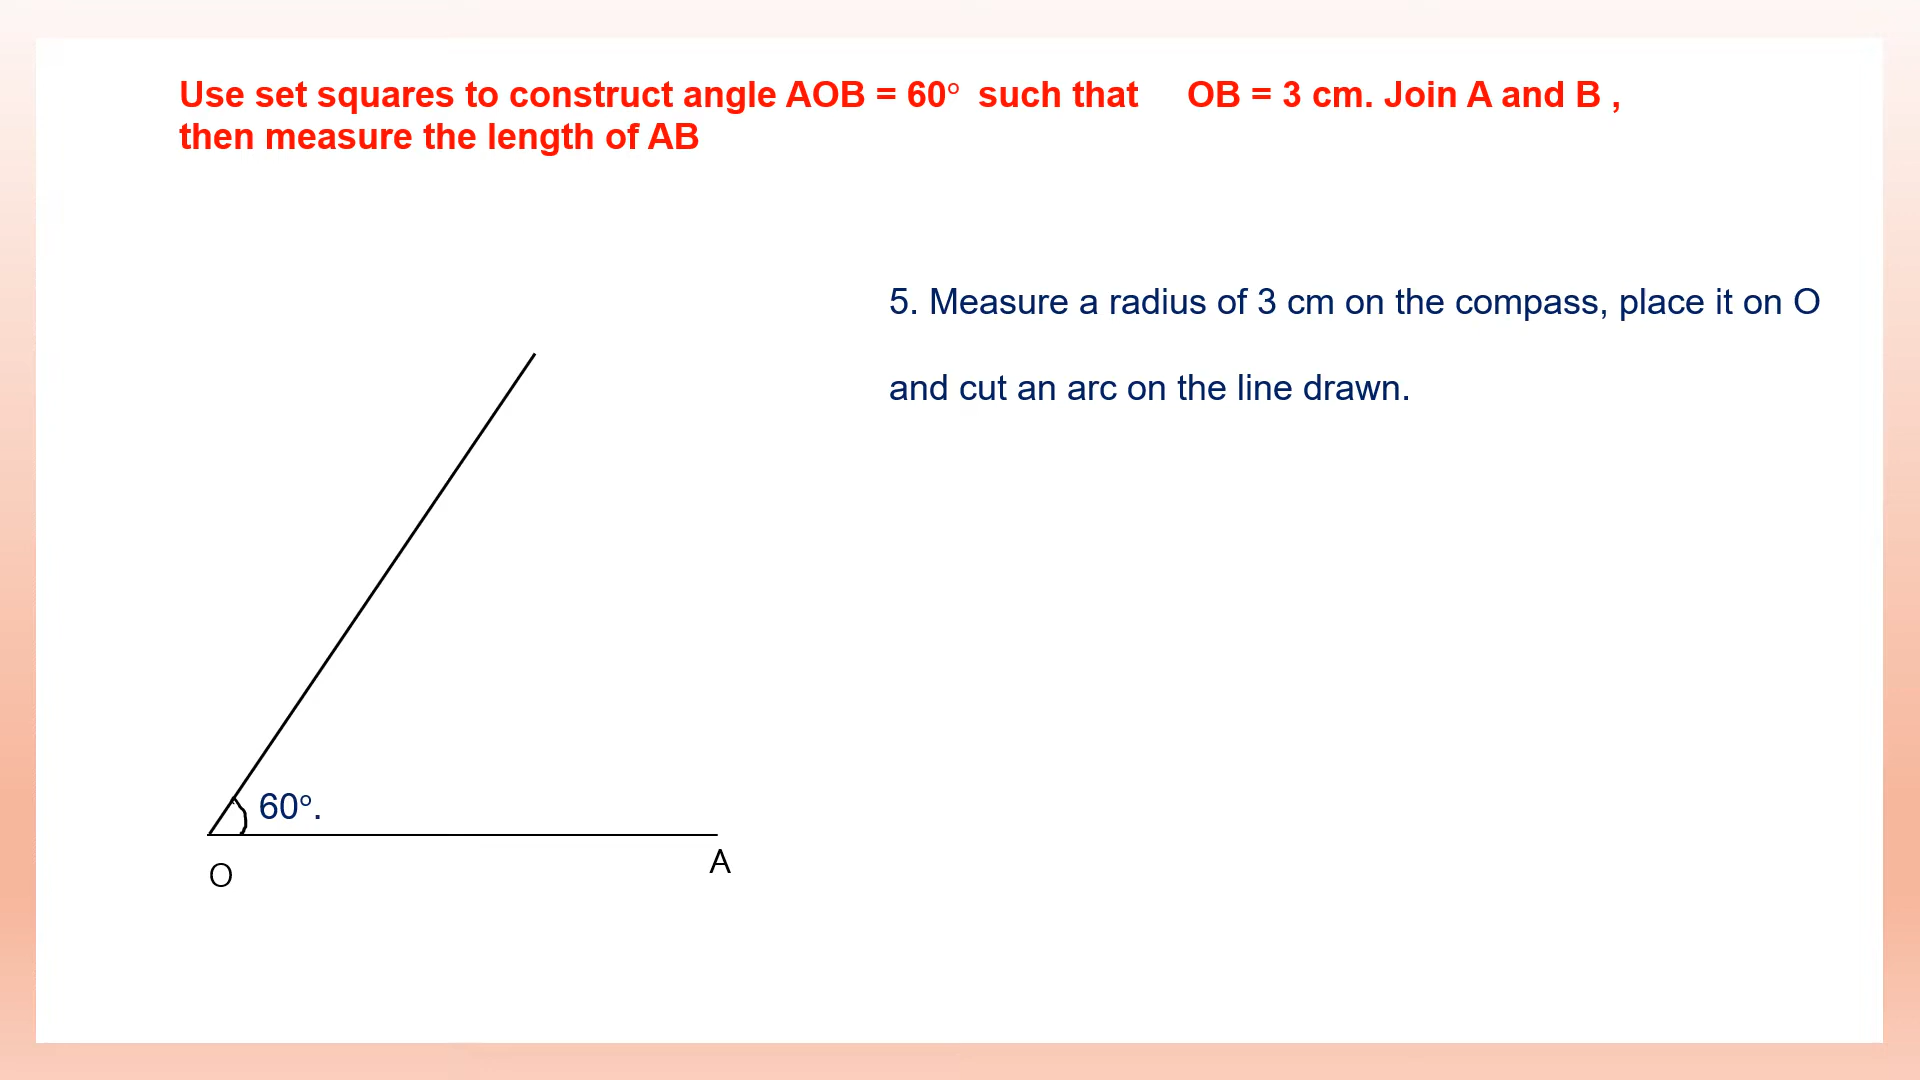 Use set squares to construct angle AOB = 60° such that OB = 3 cm. Join A and B ,
then measure the length of AB
5. Measure a radius of 3 cm on the compass, place it on O
and cut an arc on the line drawn.
60°.
O
A